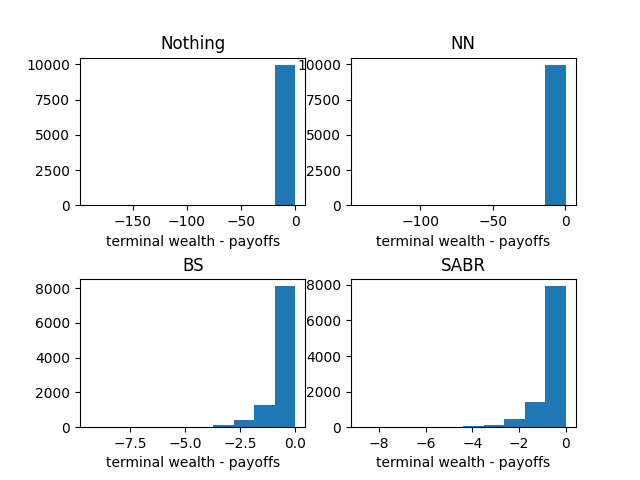 Nothing
NN
10000
7500
5000
2500
0
−150 −100 −50 0
terminal wealth - payoffs
10000
7500
5000
2500
0
−100 −50 0
terminal wealth - payoffs
BS
SABR
8000
6000
4000
2000
0
−7.5 −5.0 −2.5 0.0
terminal wealth - payoffs
8000
6000
4000
2000
0
−8 −6 −4 −2 0
terminal wealth - payoffs